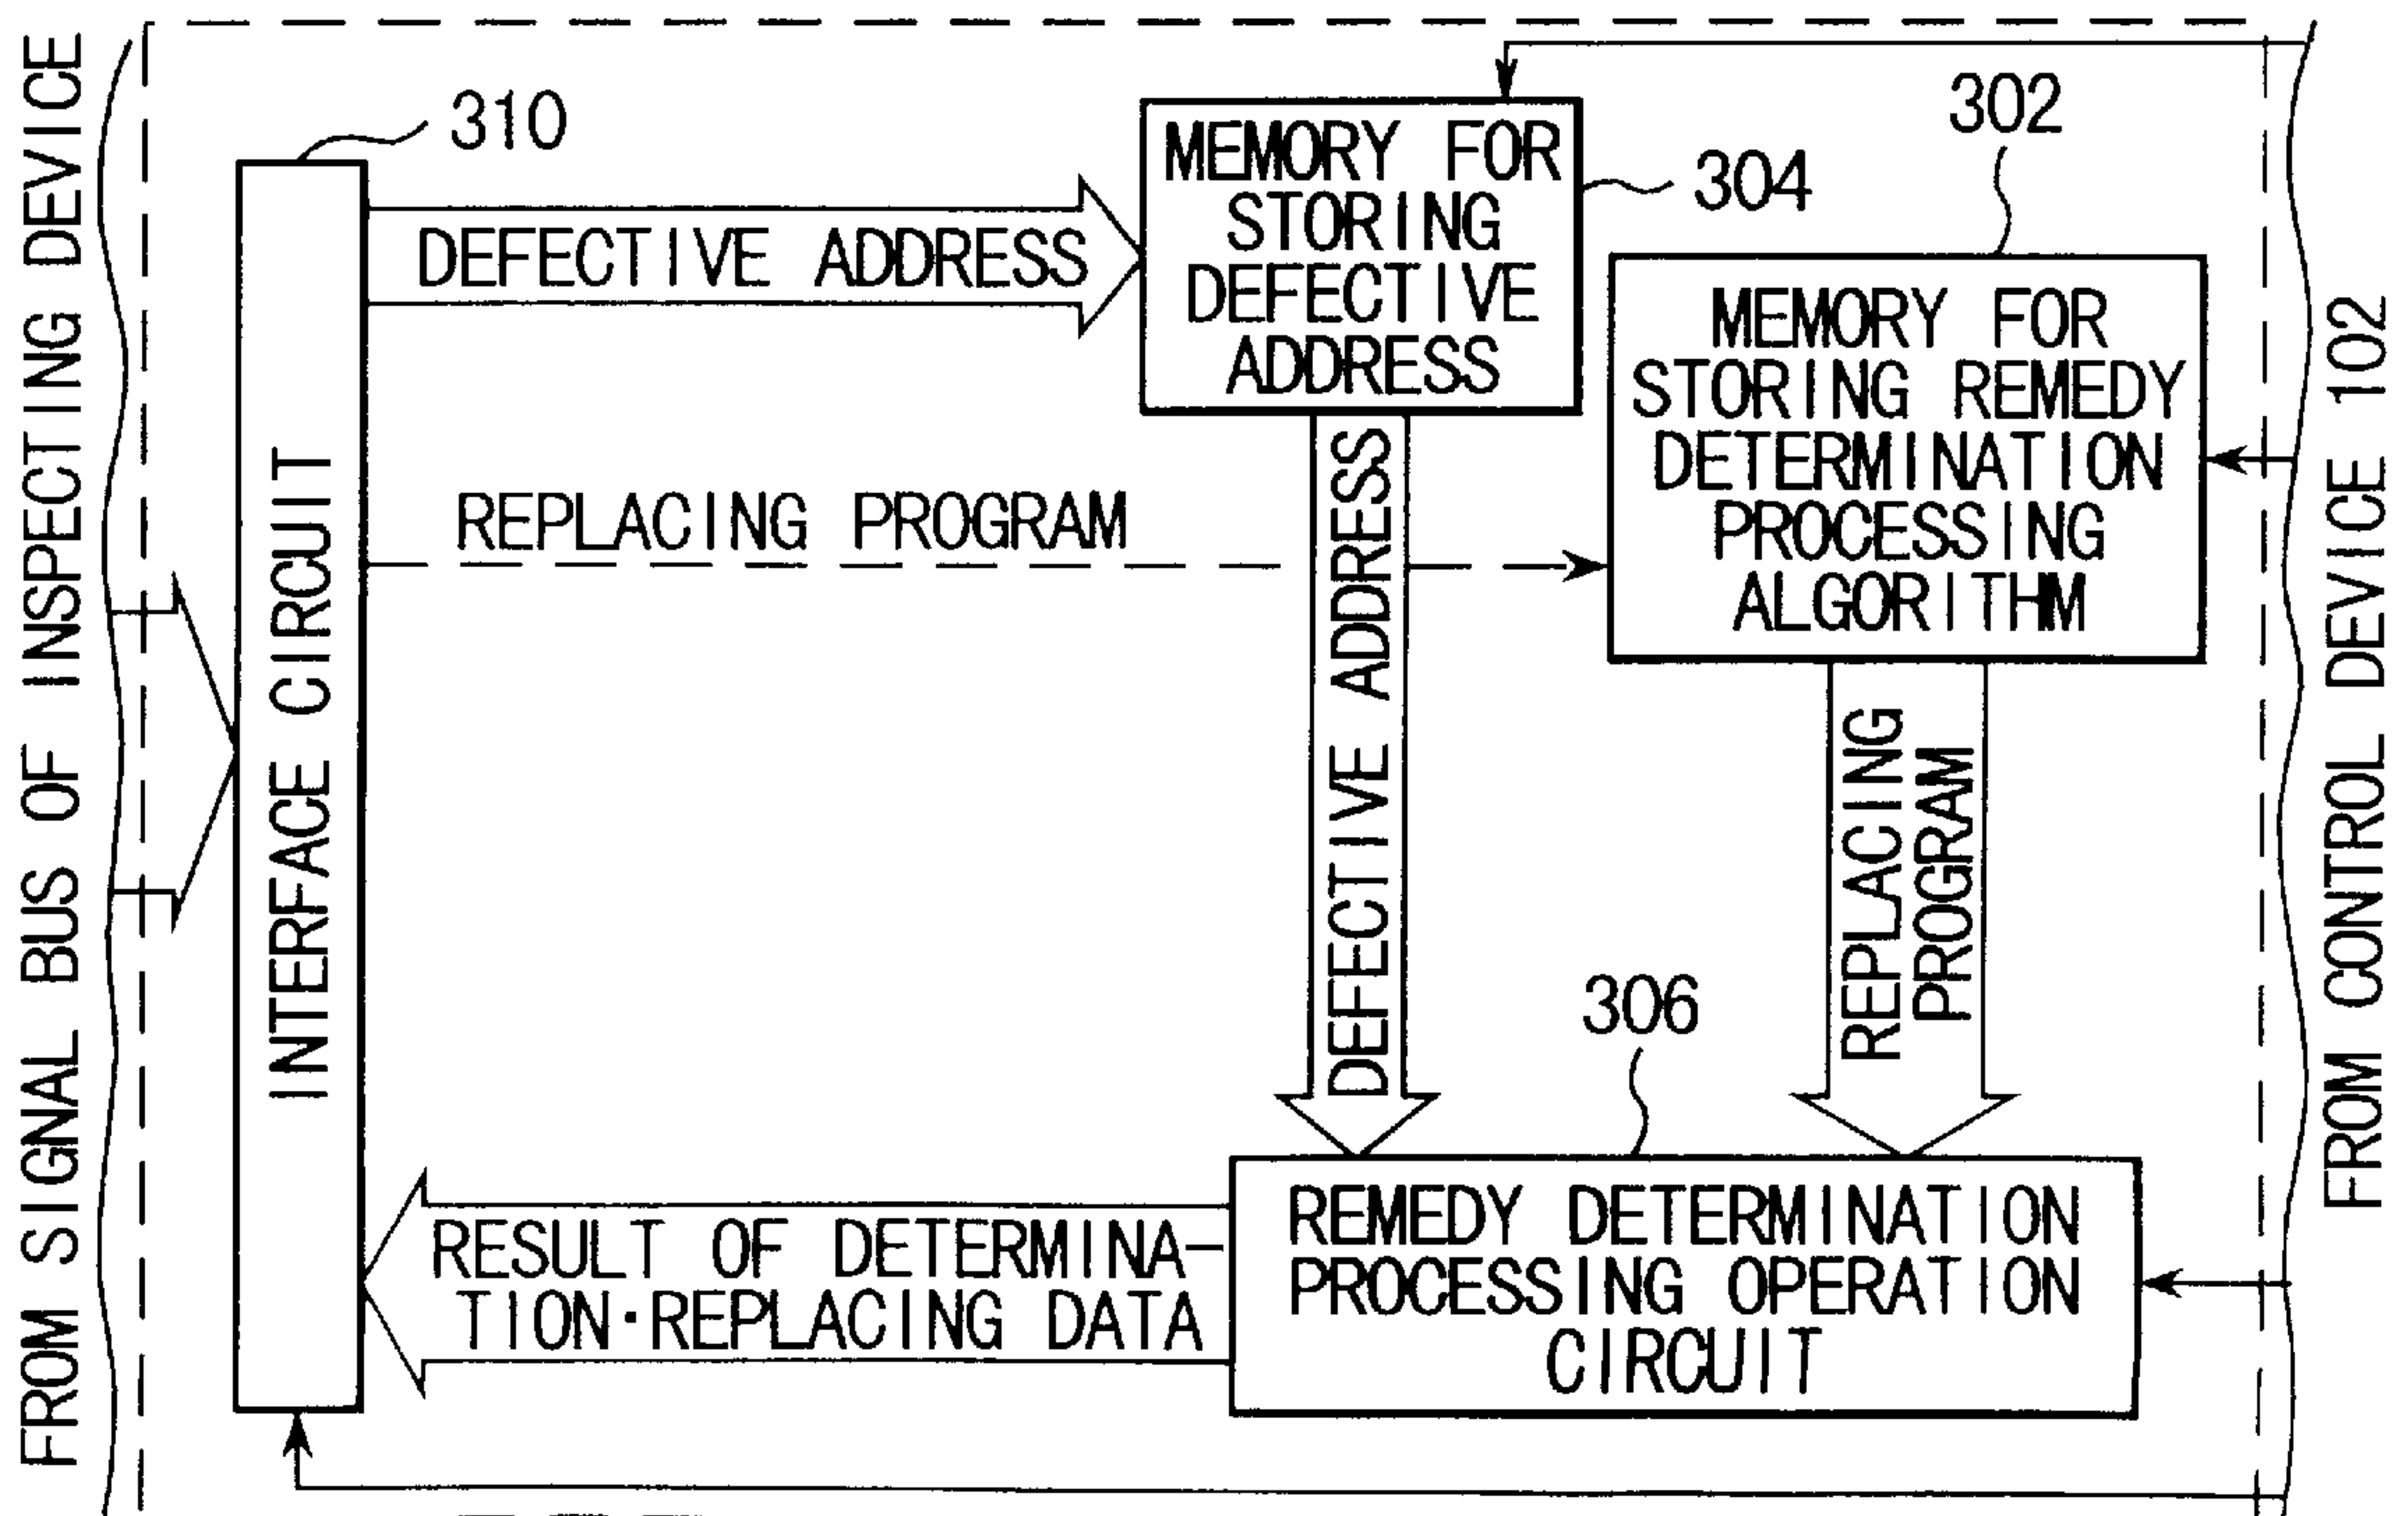 FROM SIGNAL BUS OF INSPECTING DEVICE
310
INTERFACE CIRCUIT
DEFECTIVE ADDRESS
MEMORY FOR
STORING
DEFECTIVE
ADDRESS
304
302
MEMORY FOR
STORING REMEDY
DETERMINATION
PROCESSING
ALGORITHM
REPLACING PROGRAM
DEFECTIVE ADDRESS
REPLACING
PROGRAM
306
REMEDY DETERMINATION
PROCESSING OPERATION
CIRCUIT
RESULT OF DETERMINA-
TION·REPLACING DATA
FROM CONTROL DEVICE 102